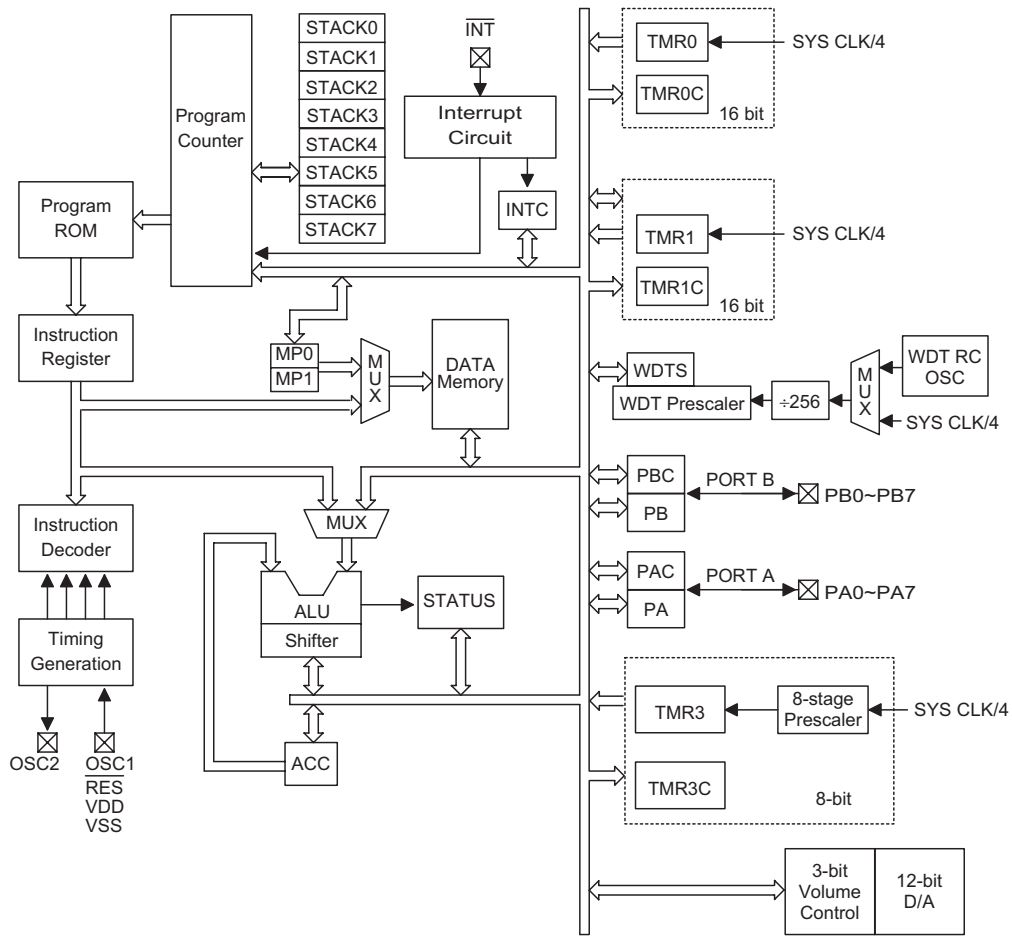 STACK0
STACK1
STACK2
STACK3
STACK4
STACK5
STACK6
STACK7
Program
Counter
Program
ROM
Instruction
Register
Instruction
Decoder
Timing
Generation
OSC2
OSC1
RES
VDD
VSS
INT
Interrupt
Circuit
INTC
MP0
MP1
MUX
DATA
Memory
MUX
ALU
Shifter
STATUS
ACC
TMR0
SYS CLK/4
TMR0C
16 bit
TMR1
SYS CLK/4
TMR1C
16 bit
WDTS
WDT Prescaler
÷256
MUX
WDT RC
OSC
SYS CLK/4
PBC
PB
PORT B
PB0~PB7
PAC
PA
PORT A
PA0~PA7
TMR3
8-stage
Prescaler
SYS CLK/4
TMR3C
8-bit
3-bit
Volume
Control
12-bit
D/A